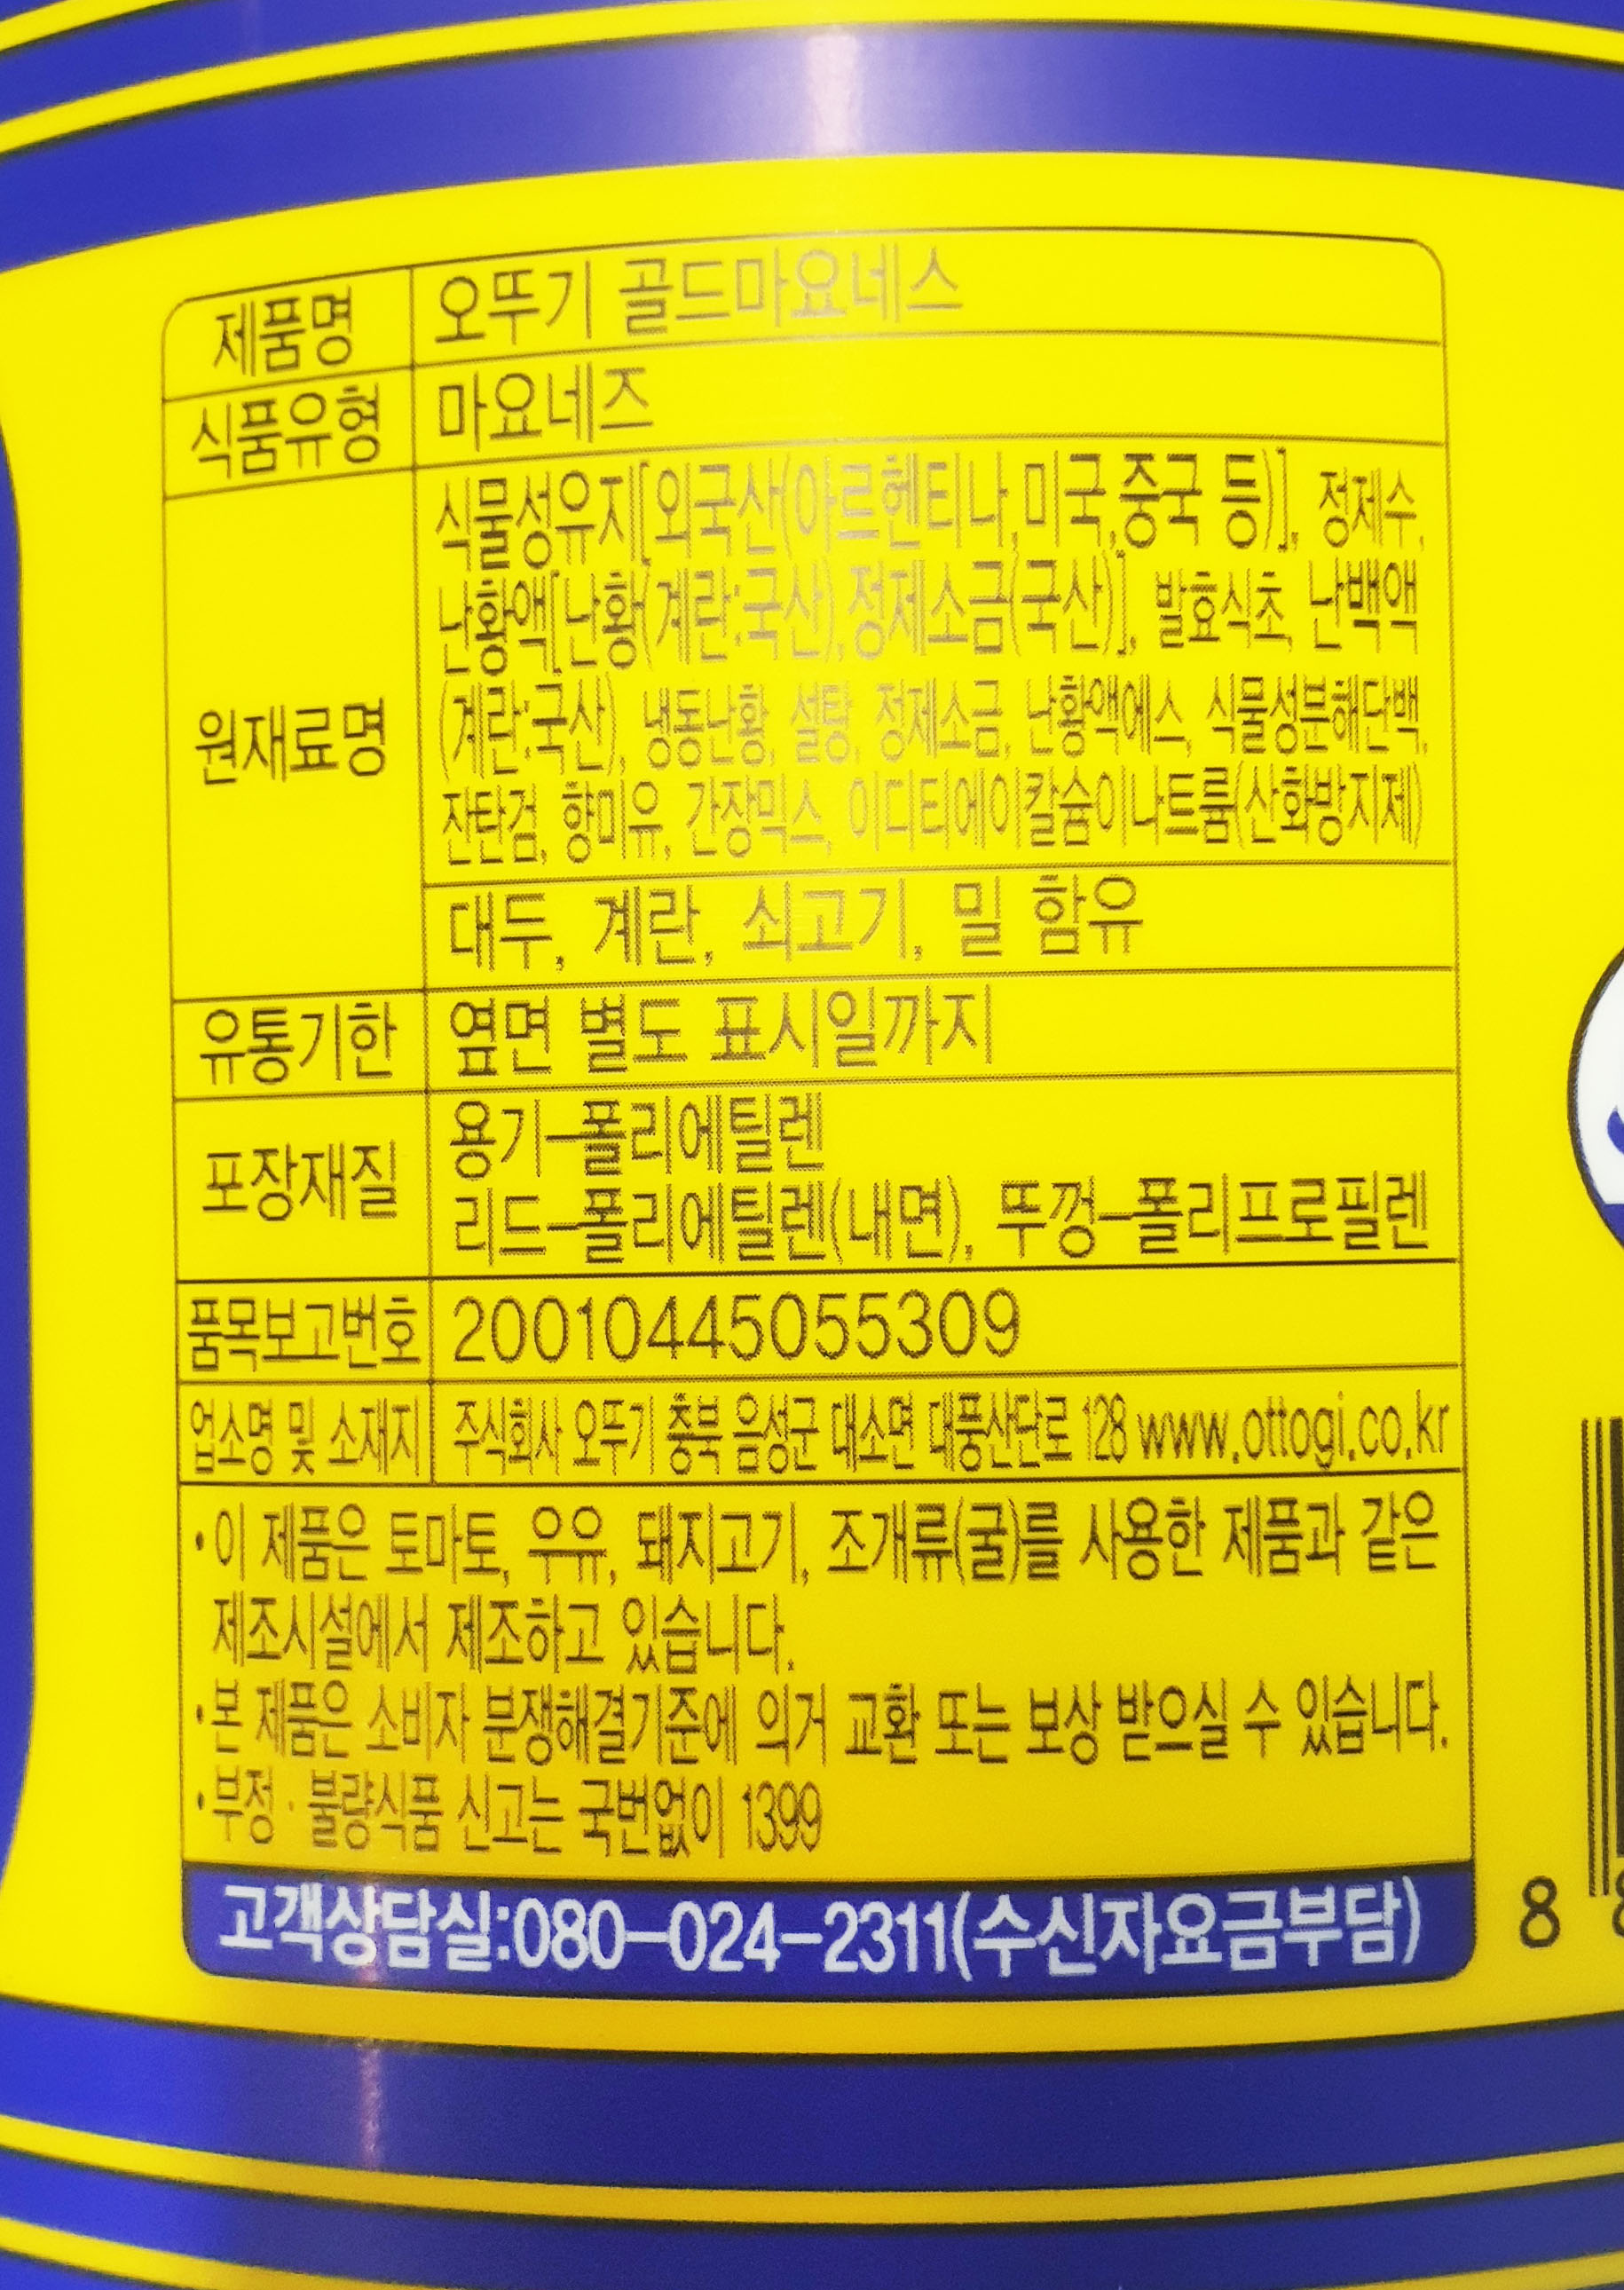 제품명 오뚜기 골드마요네스
식품유형 마요네즈
원재료명 식물성유지[외국산(아르헨티나,미국,중국 등)], 정제수,
난황액[난황(계란:국산),정제소금(국산)], 발효식초, 난백액
(계란:국산), 냉동난황, 설탕, 정제소금, 난황액에스, 식물성분해단백,
잔탄검, 향미유, 간장믹스, 이디티에이칼슘이나트륨(산화방지제)
대두, 계란, 쇠고기, 밀 함유
유통기한 옆면 별도 표시일까지
포장재질 용기-폴리에틸렌
리드-폴리에틸렌(내면), 뚜껑-폴리프로필렌
품목보고번호 20010445055309
업소명 및 소재지 주식회사 오뚜기 충북 음성군 대소면 대풍산단로 128 www.ottogi.co.kr
•이 제품은 토마토, 우유, 돼지고기, 조개류(굴)를 사용한 제품과 같은
제조시설에서 제조하고 있습니다.
•본 제품은 소비자 분쟁해결기준에 의거 교환 또는 보상 받으실 수 있습니다.
•부정·불량식품 신고는 국번없이 1399
고객상담실:080-024-2311(수신자요금부담)
8